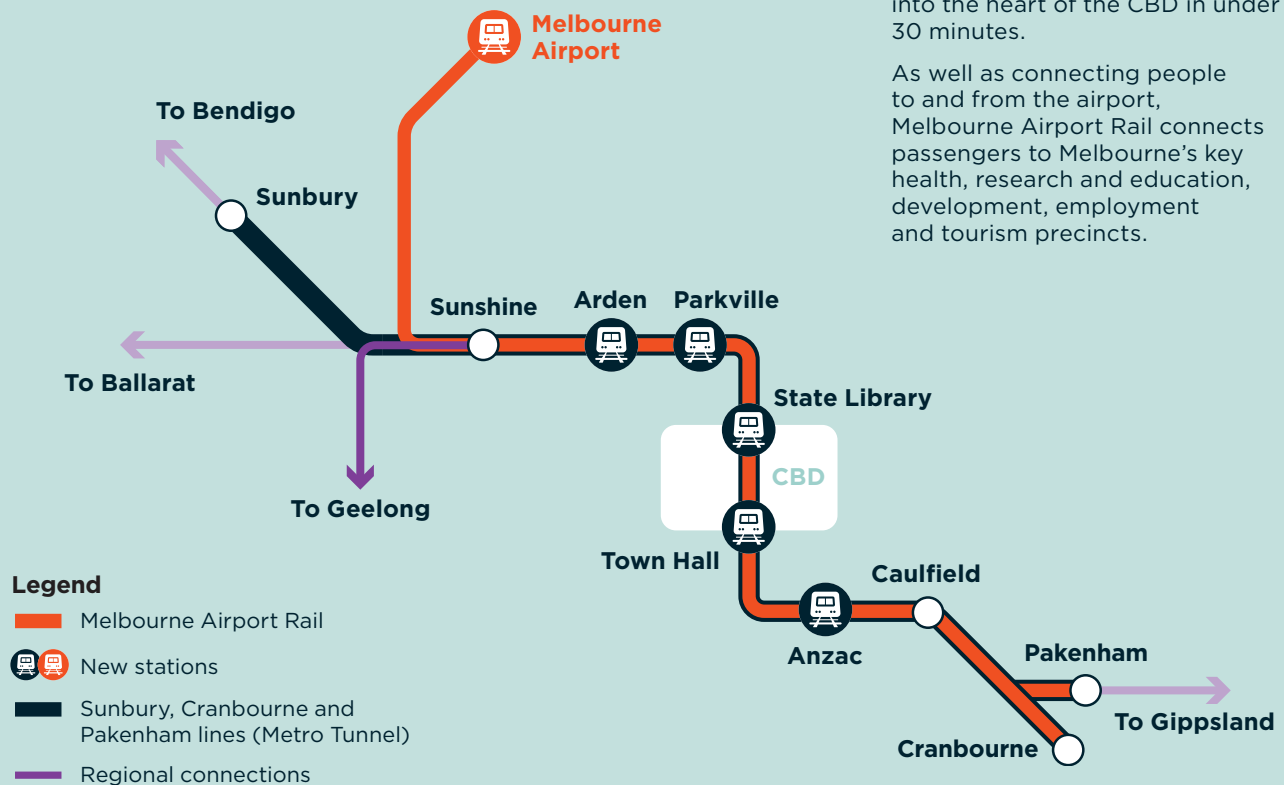 into the heart of the CBD in under
30 minutes.
As well as connecting people
to and from the airport,
Melbourne Airport Rail connects
passengers to Melbourne’s key
health, research and education,
development, employment
and tourism precincts.
Melbourne
Airport
To Bendigo
Sunbury
Sunshine
Arden
Parkville
To Ballarat
State Library
CBD
To Geelong
Town Hall
Caulfield
Anzac
Pakenham
To Gippsland
Cranbourne
Legend
Melbourne Airport Rail
New stations
Sunbury, Cranbourne and
Pakenham lines (Metro Tunnel)
Regional connections